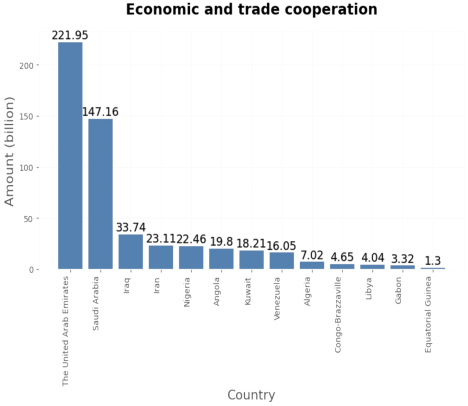 Economic and trade cooperation
Amount (billion)
200
150
100
50
0
221.95
147.16
33.74
23.11
22.46
19.8
18.21
16.05
7.02
4.65
4.04
3.32
1.3
The United Arab Emirates
Saudi Arabia
Iraq
Iran
Nigeria
Angola
Kuwait
Venezuela
Algeria
Congo-Brazzaville
Libya
Gabon
Equatorial Guinea
Country